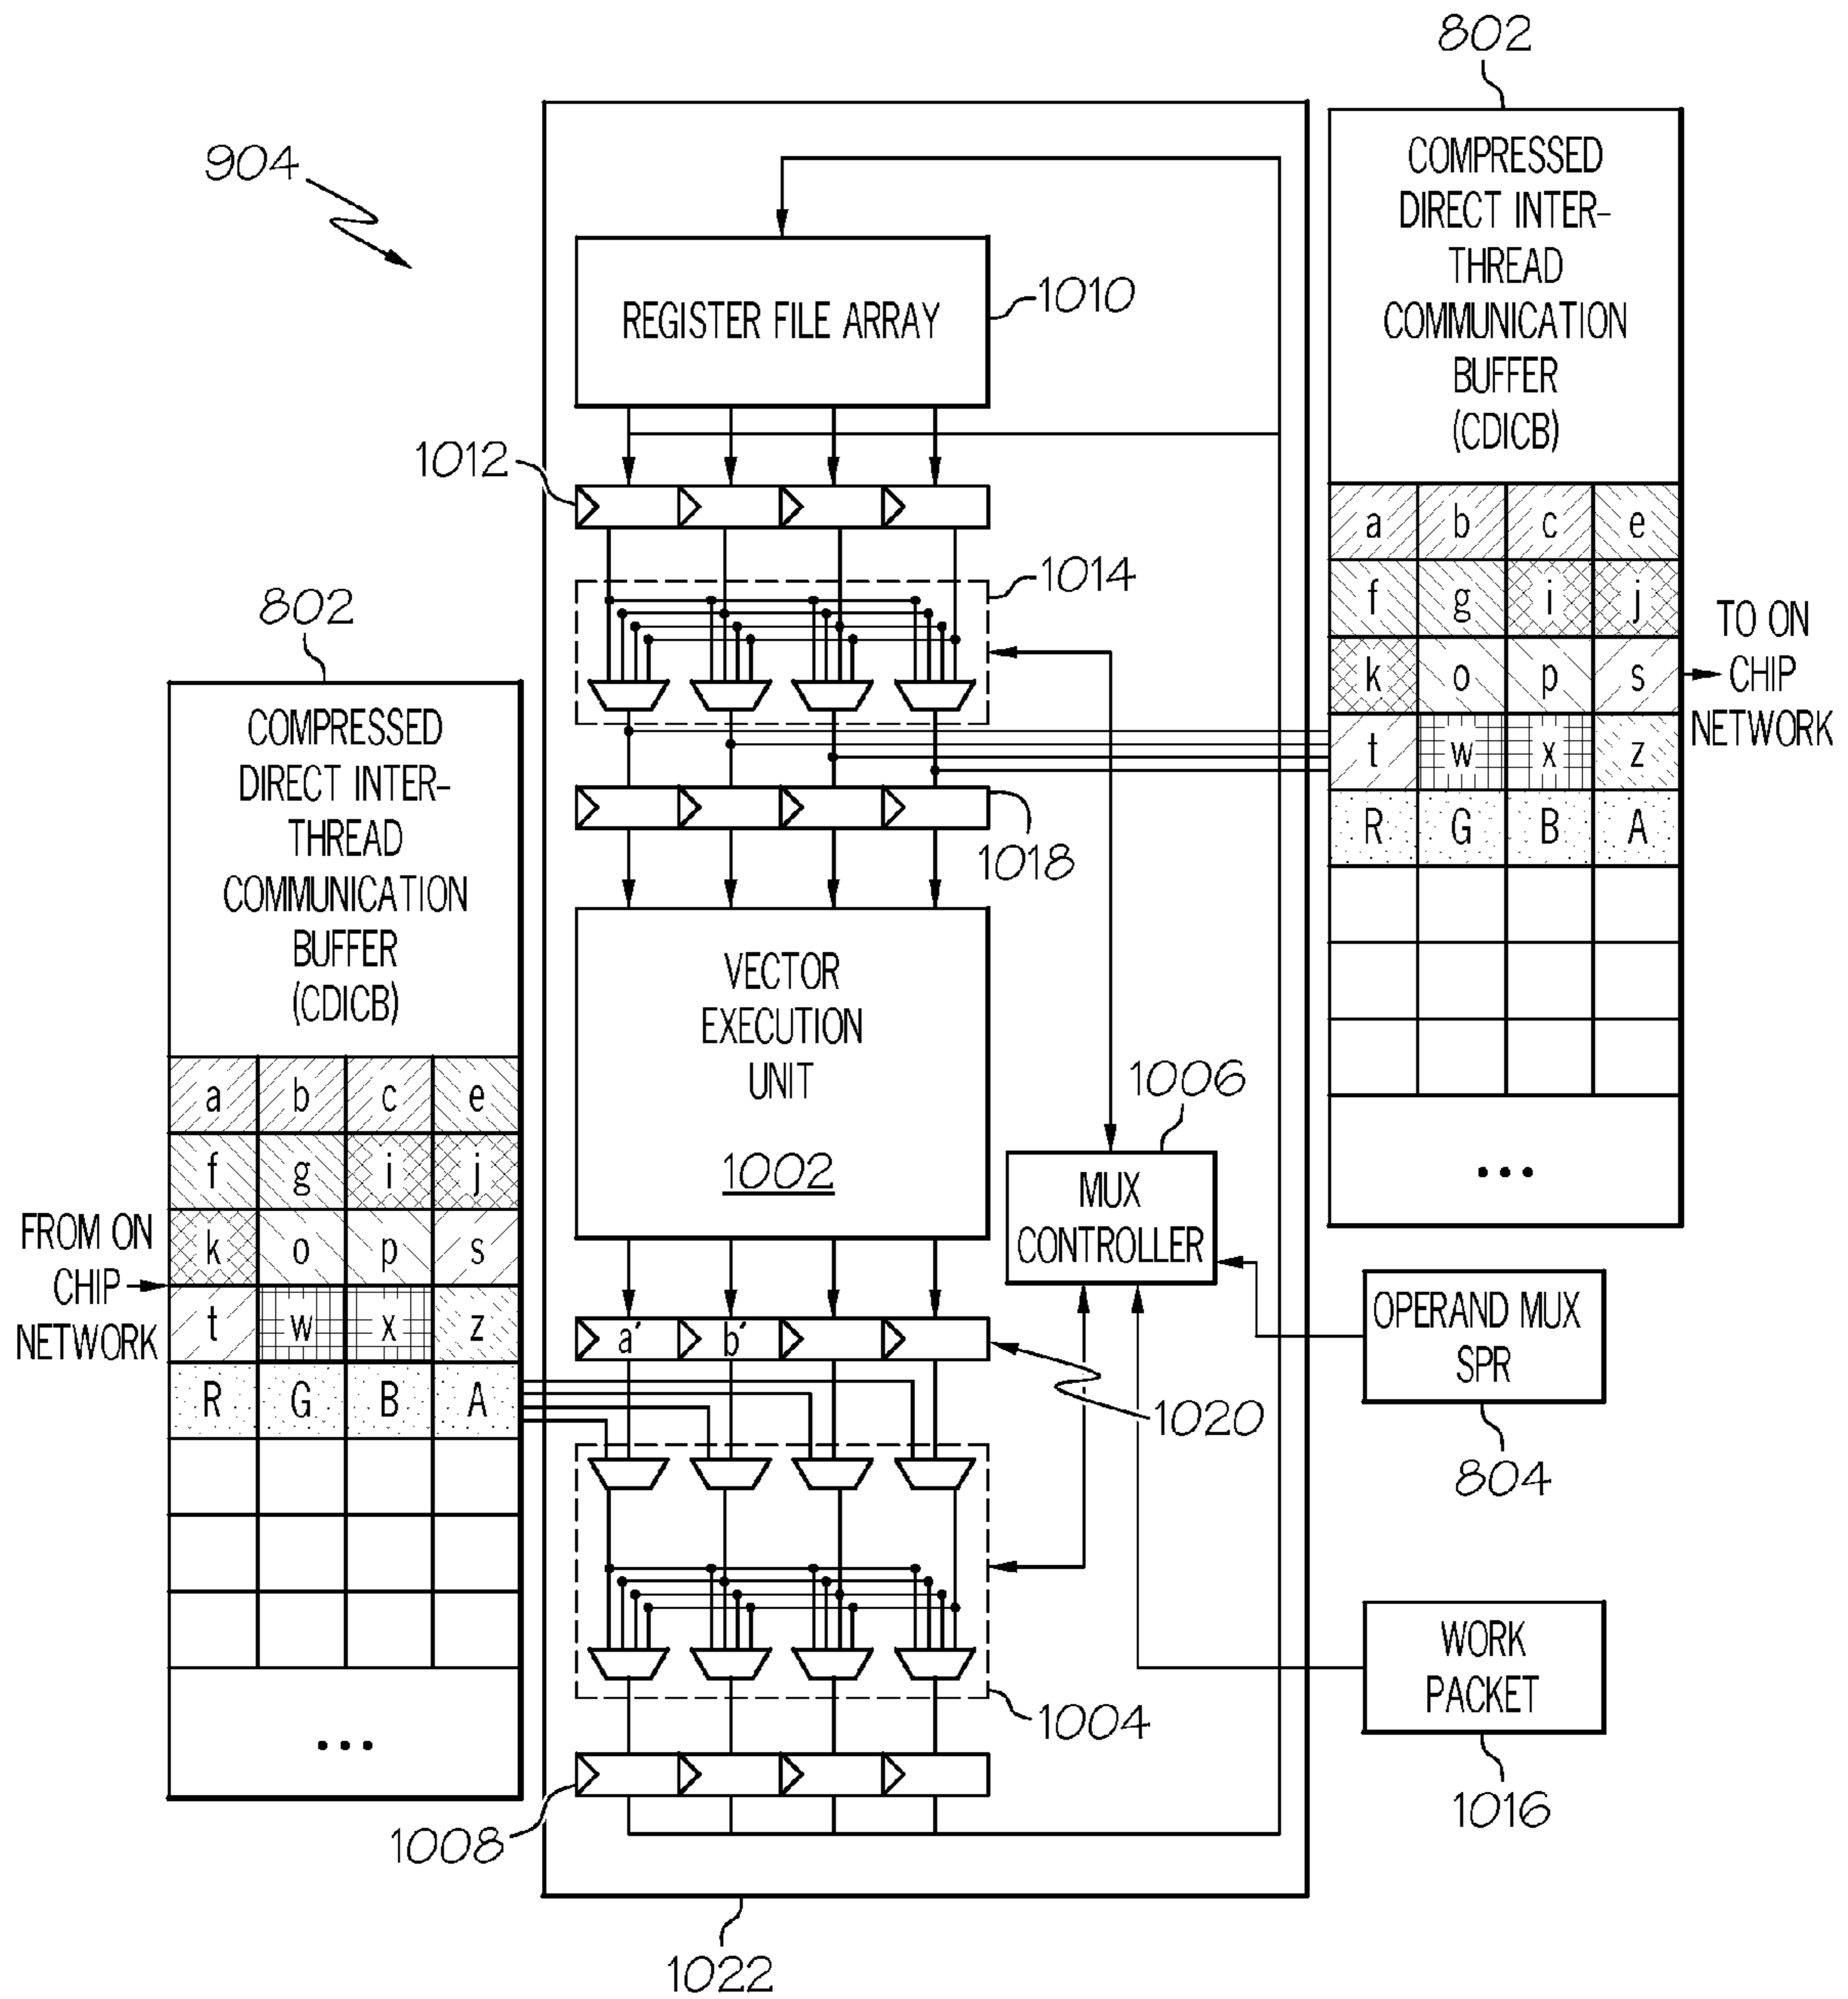 802
904
COMPRESSED
DIRECT INTER-
THREAD
COMMUNICATION
BUFFER
(CDICB)
a b c e
f g i j
k o p s
t w x z
R G B A
...
TO ON
CHIP
NETWORK
REGISTER FILE ARRAY
1010
1012
1014
1018
VECTOR
EXECUTION
UNIT
1002
1006
MUX
CONTROLLER
802
COMPRESSED
DIRECT INTER-
THREAD
COMMUNICATION
BUFFER
(CDICB)
a b c e
f g i j
k o p s
t w x z
R G B A
...
FROM ON
CHIP
NETWORK
a' b'
1020
OPERAND MUX
SPR
804
1004
WORK
PACKET
1016
1008
1022